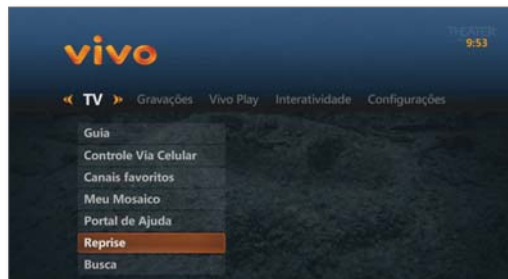 THEATER
9:53
vivo
TV Gravações Vivo Play Interatividade Configurações
Guia
Controle Via Celular
Canais favoritos
Meu Mosaico
Portal de Ajuda
Reprise
Busca